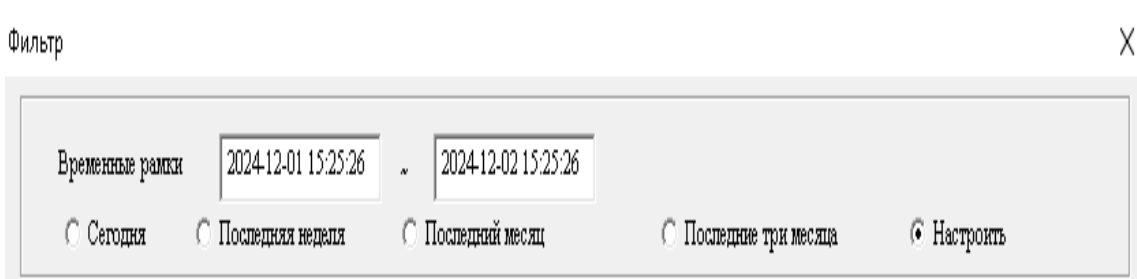 Фильтр
Временные рамки 2024-12-01 15:25:26 ~ 2024-12-02 15:25:26
Сегодня Последняя неделя Последний месяц Последние три месяца Настроить